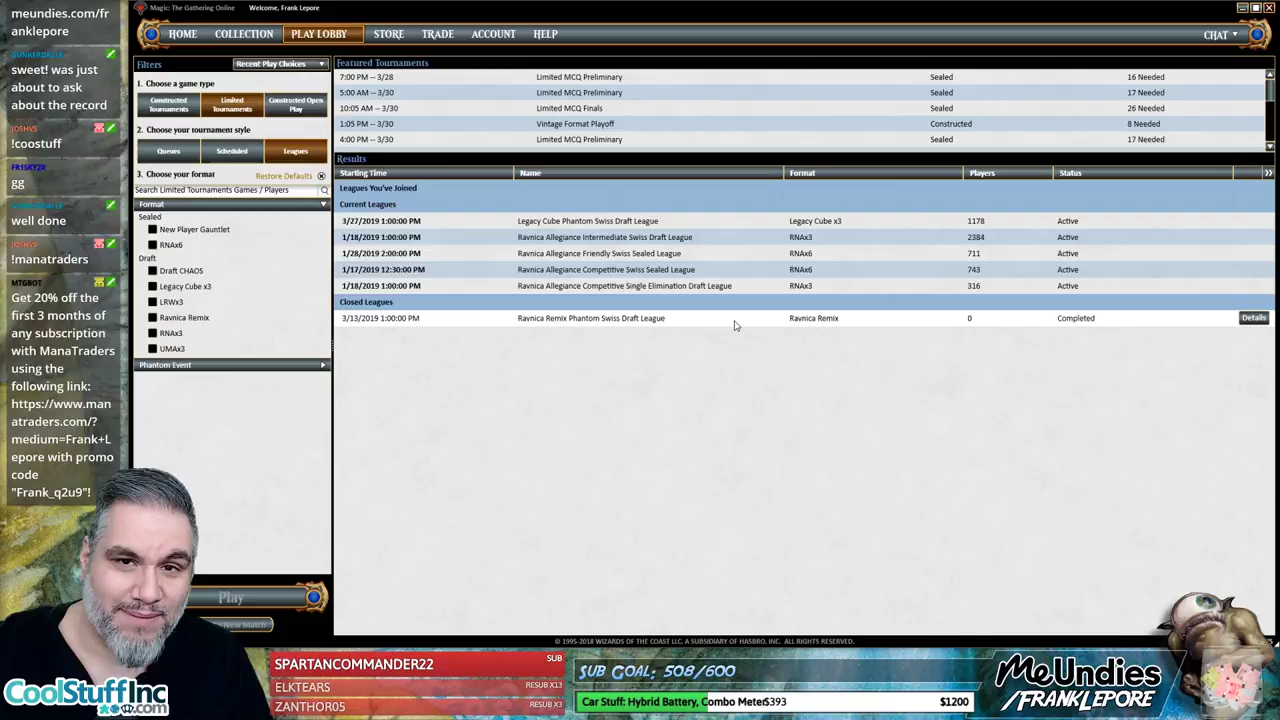 meundies.com/fr
anklepore
GUNKERDALLE
sweet! was just
about to ask
about the record
JOSHVS
!coostuff
FR1SKYZX
gg
well done
JOSHVS
!manatraders
MTGBOT
Get 20% off the
first 3 months of
any subscription
with ManaTraders
using the
following link:
https://www.man
atraders.com/?
medium=Frank+L
epore with promo
code
"Frank_q2u9"!
Magic: The Gathering Online Welcome, Frank Lepore
HOME COLLECTION PLAY LOBBY STORE TRADE ACCOUNT HELP CHAT
Filters Recent Play Choices
1. Choose a game type
Constructed Tournaments Limited Tournaments Constructed Open Play
2. Choose your tournament style
Queues Scheduled Leagues
3. Choose your format Restore Defaults
Search Limited Tournaments Games / Players
Format
Sealed
New Player Gauntlet
RNAx6
Draft
Draft CHAOS
Legacy Cube x3
LRWx3
Ravnica Remix
RNAx3
UMAx3
Phantom Event
Play
New Match
Featured Tournaments
7:00 PM -- 3/28 Limited MCQ Preliminary Sealed 16 Needed
5:00 AM -- 3/30 Limited MCQ Preliminary Sealed 17 Needed
10:05 AM -- 3/30 Limited MCQ Finals Sealed 26 Needed
1:05 PM -- 3/30 Vintage Format Playoff Constructed 8 Needed
4:00 PM -- 3/30 Limited MCQ Preliminary Sealed 17 Needed
Results
Starting Time Name Format Players Status
Leagues You've Joined
Current Leagues
3/27/2019 1:00:00 PM Legacy Cube Phantom Swiss Draft League Legacy Cube x3 1178 Active
1/18/2019 1:00:00 PM Ravnica Allegiance Intermediate Swiss Draft League RNAx3 2384 Active
1/28/2019 2:00:00 PM Ravnica Allegiance Friendly Swiss Sealed League RNAx6 711 Active
1/17/2019 12:30:00 PM Ravnica Allegiance Competitive Swiss Sealed League RNAx6 743 Active
1/18/2019 1:00:00 PM Ravnica Allegiance Competitive Single Elimination Draft League RNAx3 316 Active
Closed Leagues
3/13/2019 1:00:00 PM Ravnica Remix Phantom Swiss Draft League Ravnica Remix 0 Completed Details
© 1995-2018 WIZARDS OF THE COAST LLC, A SUBSIDIARY OF HASBRO, INC. ALL RIGHTS RESERVED.
CoolStuffInc
.com
SPARTANCOMMANDER22 SUB
ELKTEARS RESUB X13
ZANTHOR05 RESUB X3
SUB GOAL: 508/600
Car Stuff: Hybrid Battery, Combo Meter $393 $1200
MeUndies
/FRANKLEPORE